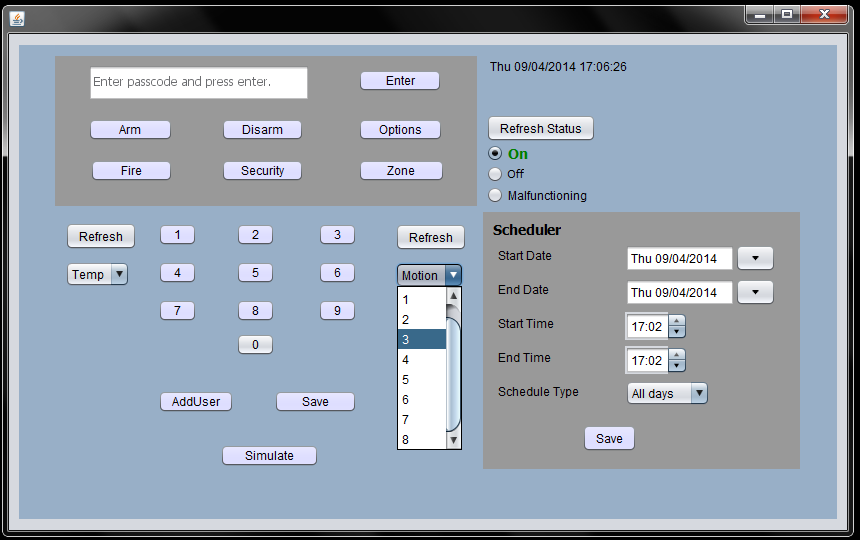 Enter passcode and press enter.
Enter
Arm
Disarm
Options
Fire
Security
Zone
Thu 09/04/2014 17:06:26
Refresh Status
On
Off
Malfunctioning
Refresh
1
2
3
Refresh
Temp
4
5
6
Motion
7
8
9
0
1
2
3
4
5
6
7
8
AddUser
Save
Simulate
Scheduler
Start Date
Thu 09/04/2014
End Date
Thu 09/04/2014
Start Time
17:02
End Time
17:02
Schedule Type
All days
Save